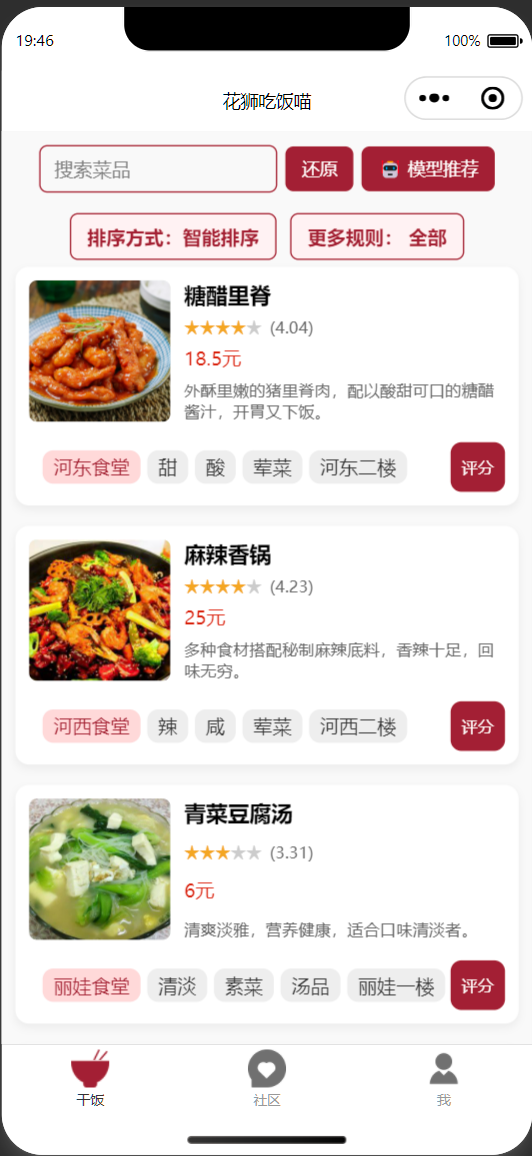 19:46 100%
花狮吃饭喵
搜索菜品 还原 模型推荐
排序方式：智能排序 更多规则： 全部
糖醋里脊
(4.04)
18.5元
外酥里嫩的猪里脊肉，配以酸甜可口的糖醋
酱汁，开胃又下饭。
河东食堂 甜 酸 荤菜 河东二楼 评分
麻辣香锅
(4.23)
25元
多种食材搭配秘制麻辣底料，香辣十足，回
味无穷。
河西食堂 辣 咸 荤菜 河西二楼 评分
青菜豆腐汤
(3.31)
6元
清爽淡雅，营养健康，适合口味清淡者。
丽娃食堂 清淡 素菜 汤品 丽娃一楼 评分
干饭 社区 我